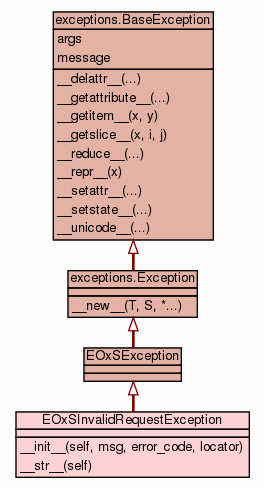 exceptions.BaseException
args
message
__delattr__(...)
__getattribute__(...)
__getitem__(x, y)
__getslice__(x, i, j)
__reduce__(...)
__repr__(x)
__setattr__(...)
__setstate__(...)
__unicode__(...)
exceptions.Exception
__new__(T, S, *...)
EOxSException
EOxSInvalidRequestException
__init__(self, msg, error_code, locator)
__str__(self)